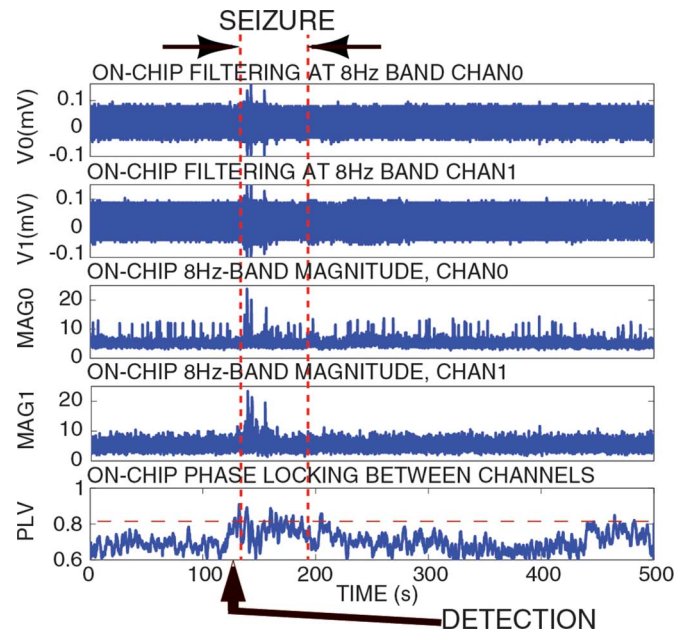 SEIZURE
ON-CHIP FILTERING AT 8Hz BAND CHAN0
V0(mV)
0.1
0
-0.1
ON-CHIP FILTERING AT 8Hz BAND CHAN1
V1(mV)
0.1
0
-0.1
ON-CHIP 8Hz-BAND MAGNITUDE, CHAN0
MAG0
20
10
0
ON-CHIP 8Hz-BAND MAGNITUDE, CHAN1
MAG1
20
10
0
ON-CHIP PHASE LOCKING BETWEEN CHANNELS
PLV
1
0.8
0.6
0 100 200 300 400 500
TIME (s)
DETECTION